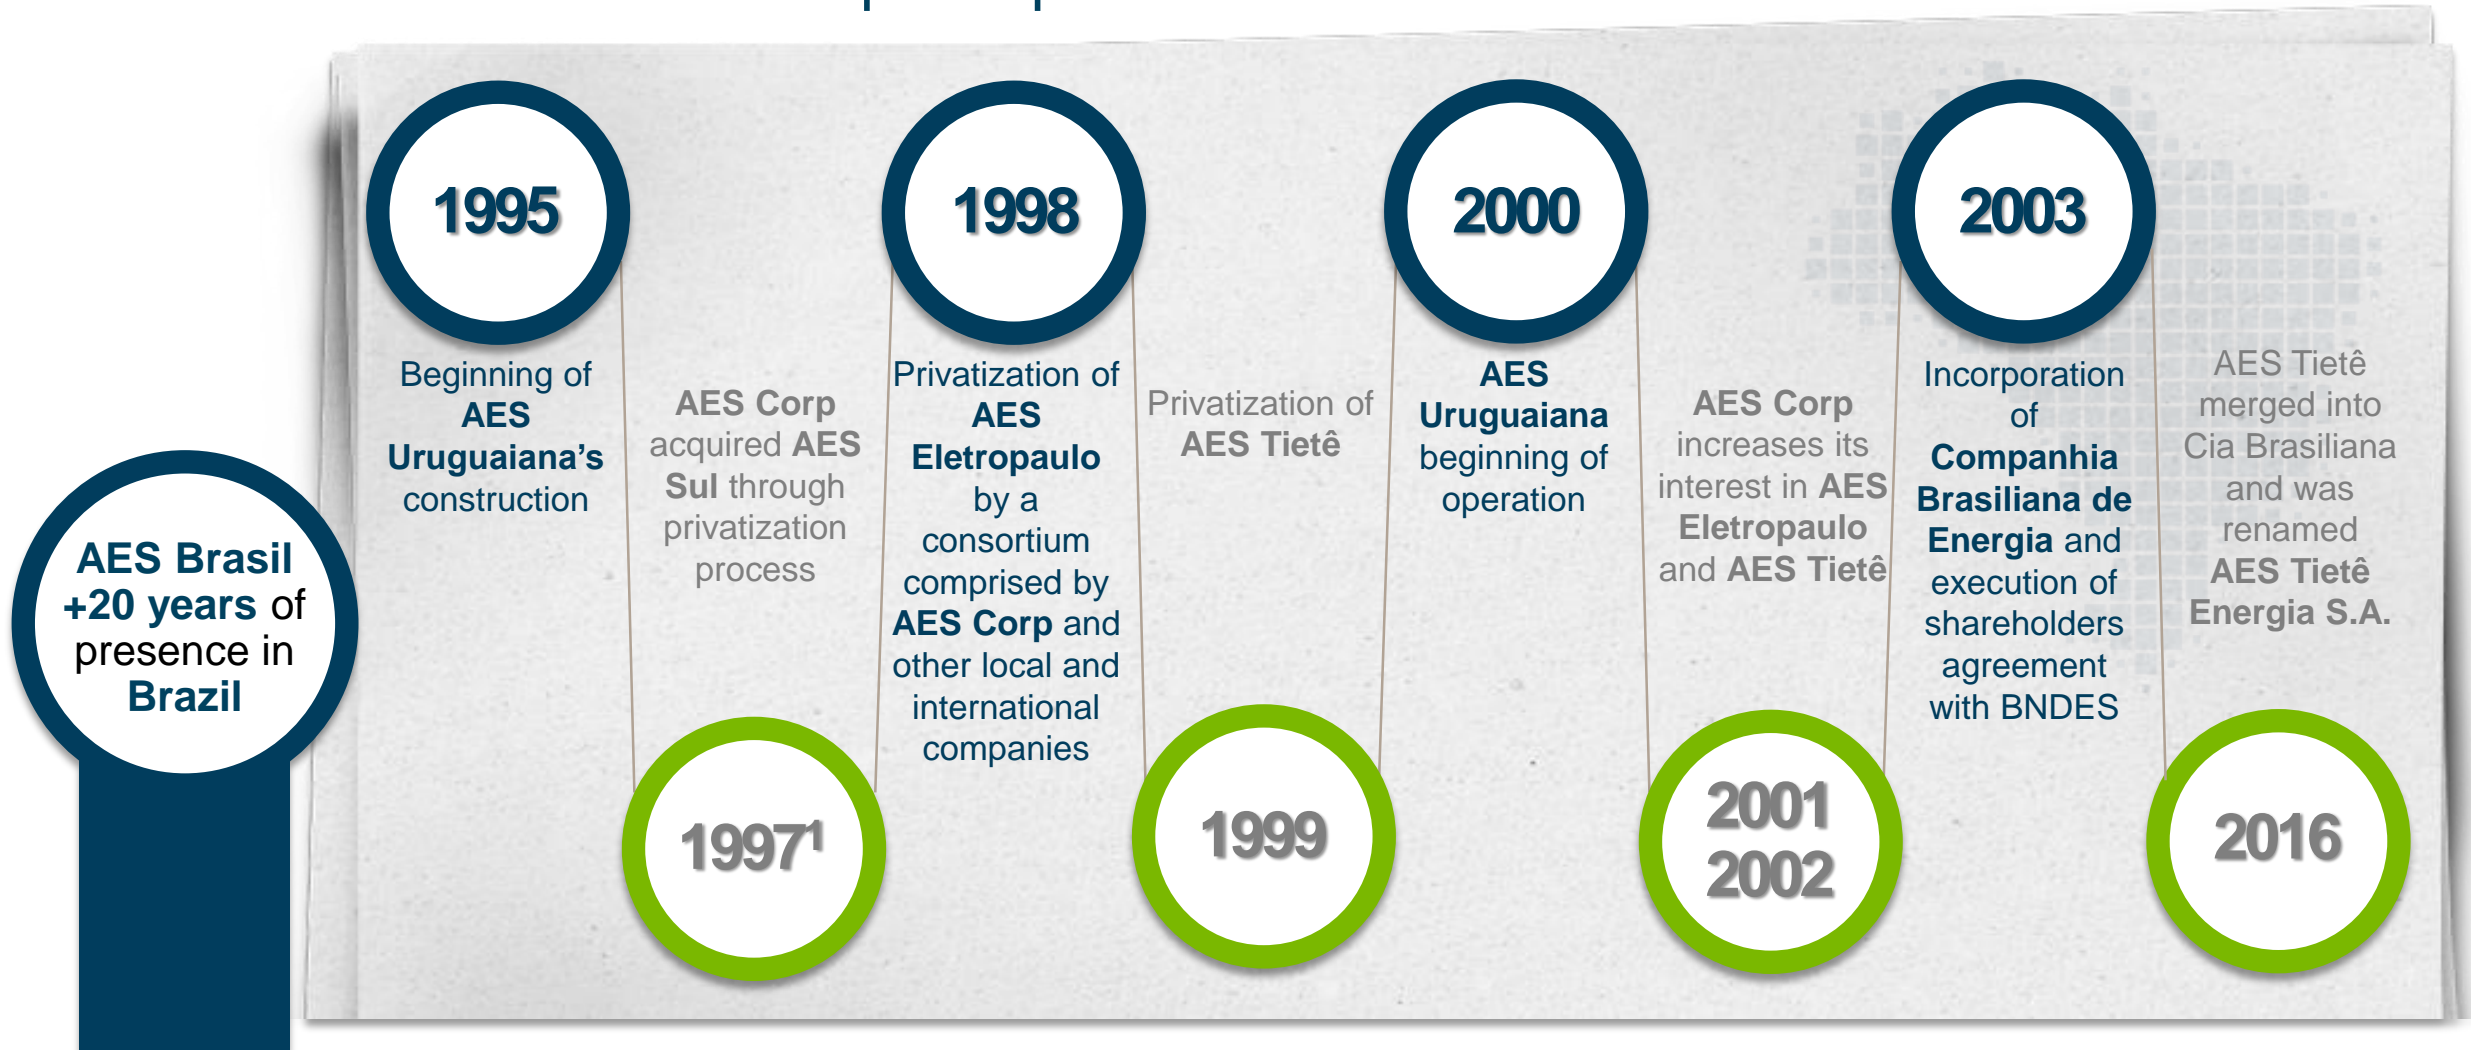 AES Brasil
+20 years of
presence in
Brazil
1995
Beginning of
AES
Uruguaiana’s
construction
AES Corp
acquired AES
Sul through
privatization
process
1997¹
1998
Privatization of
AES
Eletropaulo
by a
consortium
comprised by
AES Corp and
other local and
international
companies
Privatization of
AES Tietê
1999
2000
AES
Uruguaiana
beginning of
operation
AES Corp
increases its
interest in AES
Eletropaulo
and AES Tietê
2001
2002
2003
Incorporation
of
Companhia
Brasiliana de
Energia and
execution of
shareholders
agreement
with BNDES
AES Tietê
merged into
Cia Brasiliana
and was
renamed
AES Tietê
Energia S.A.
2016